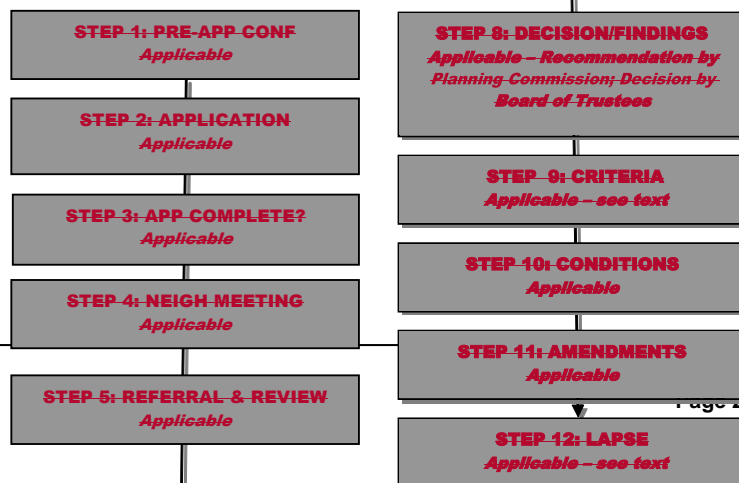 STEP 1: PRE-APP CONF
Applicable
STEP 2: APPLICATION
Applicable
STEP 3: APP COMPLETE?
Applicable
STEP 4: NEIGH MEETING
Applicable
STEP 5: REFERRAL & REVIEW
Applicable
STEP 8: DECISION/FINDINGS
Applicable – Recommendation by
Planning Commission; Decision by
Board of Trustees
STEP 9: CRITERIA
Applicable – see text
STEP 10: CONDITIONS
Applicable
STEP 11: AMENDMENTS
Applicable
Page 2
STEP 12: LAPSE
Applicable – see text